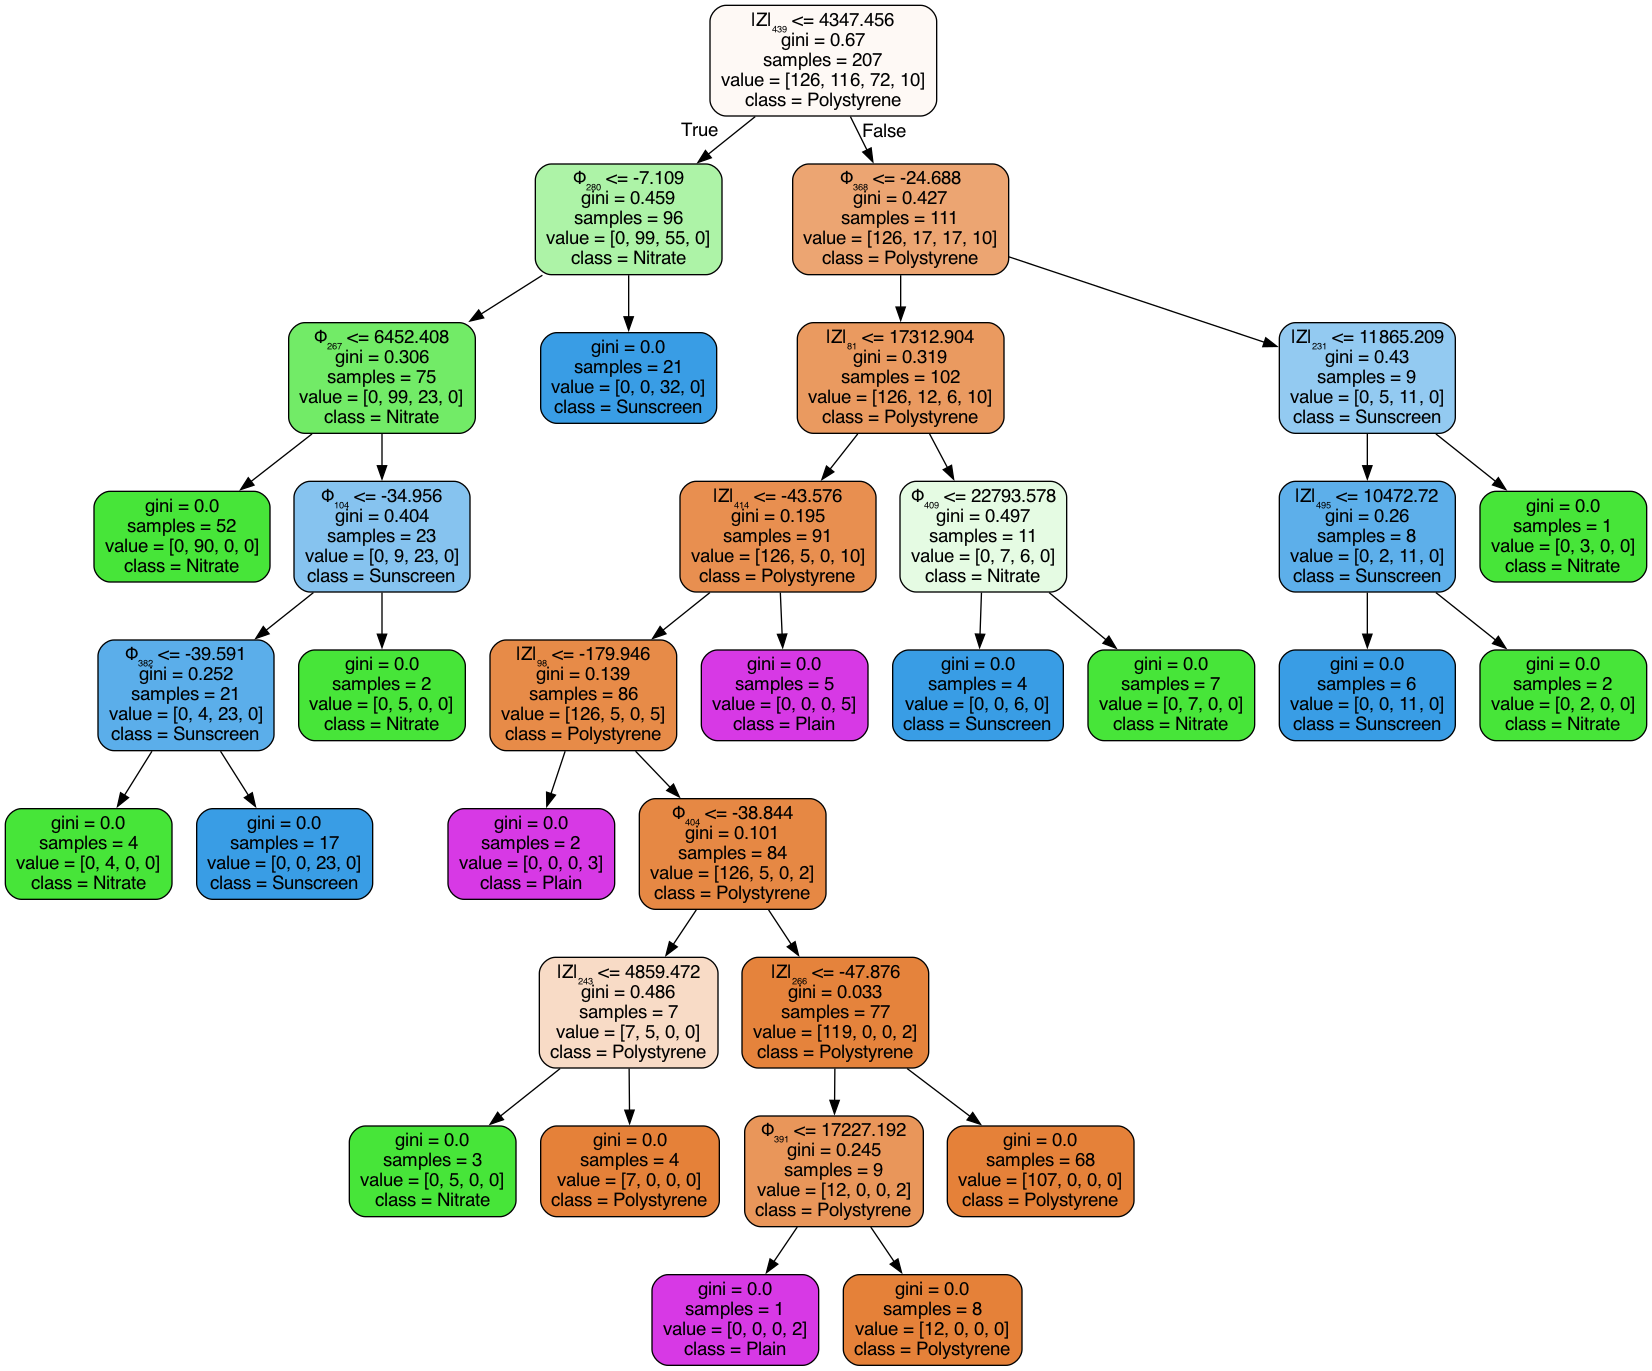 |Z|₄₃₉ <= 4347.456
gini = 0.67
samples = 207
value = [126, 116, 72, 10]
class = Polystyrene
True
False
Φ₂₈₀ <= -7.109
gini = 0.459
samples = 96
value = [0, 99, 55, 0]
class = Nitrate
Φ₃₆₈ <= -24.688
gini = 0.427
samples = 111
value = [126, 17, 17, 10]
class = Polystyrene
Φ₂₆₇ <= 6452.408
gini = 0.306
samples = 75
value = [0, 99, 23, 0]
class = Nitrate
gini = 0.0
samples = 21
value = [0, 0, 32, 0]
class = Sunscreen
|Z|₈₁ <= 17312.904
gini = 0.319
samples = 102
value = [126, 12, 6, 10]
class = Polystyrene
|Z|₂₃₁ <= 11865.209
gini = 0.43
samples = 9
value = [0, 5, 11, 0]
class = Sunscreen
gini = 0.0
samples = 52
value = [0, 90, 0, 0]
class = Nitrate
Φ₁₀₄ <= -34.956
gini = 0.404
samples = 23
value = [0, 9, 23, 0]
class = Sunscreen
|Z|₄₁₄ <= -43.576
gini = 0.195
samples = 91
value = [126, 5, 0, 10]
class = Polystyrene
Φ₄₀₉ <= 22793.578
gini = 0.497
samples = 11
value = [0, 7, 6, 0]
class = Nitrate
|Z|₄₉₅ <= 10472.72
gini = 0.26
samples = 8
value = [0, 2, 11, 0]
class = Sunscreen
gini = 0.0
samples = 1
value = [0, 3, 0, 0]
class = Nitrate
Φ₃₈₂ <= -39.591
gini = 0.252
samples = 21
value = [0, 4, 23, 0]
class = Sunscreen
gini = 0.0
samples = 2
value = [0, 5, 0, 0]
class = Nitrate
|Z|₉₈ <= -179.946
gini = 0.139
samples = 86
value = [126, 5, 0, 5]
class = Polystyrene
gini = 0.0
samples = 5
value = [0, 0, 0, 5]
class = Plain
gini = 0.0
samples = 4
value = [0, 0, 6, 0]
class = Sunscreen
gini = 0.0
samples = 7
value = [0, 7, 0, 0]
class = Nitrate
gini = 0.0
samples = 6
value = [0, 0, 11, 0]
class = Sunscreen
gini = 0.0
samples = 2
value = [0, 2, 0, 0]
class = Nitrate
gini = 0.0
samples = 4
value = [0, 4, 0, 0]
class = Nitrate
gini = 0.0
samples = 17
value = [0, 0, 23, 0]
class = Sunscreen
gini = 0.0
samples = 2
value = [0, 0, 0, 3]
class = Plain
Φ₄₀₄ <= -38.844
gini = 0.101
samples = 84
value = [126, 5, 0, 2]
class = Polystyrene
|Z|₂₄₃ <= 4859.472
gini = 0.486
samples = 7
value = [7, 5, 0, 0]
class = Polystyrene
|Z|₂₆₆ <= -47.876
gini = 0.033
samples = 77
value = [119, 0, 0, 2]
class = Polystyrene
gini = 0.0
samples = 3
value = [0, 5, 0, 0]
class = Nitrate
gini = 0.0
samples = 4
value = [7, 0, 0, 0]
class = Polystyrene
Φ₃₉₁ <= 17227.192
gini = 0.245
samples = 9
value = [12, 0, 0, 2]
class = Polystyrene
gini = 0.0
samples = 68
value = [107, 0, 0, 0]
class = Polystyrene
gini = 0.0
samples = 1
value = [0, 0, 0, 2]
class = Plain
gini = 0.0
samples = 8
value = [12, 0, 0, 0]
class = Polystyrene